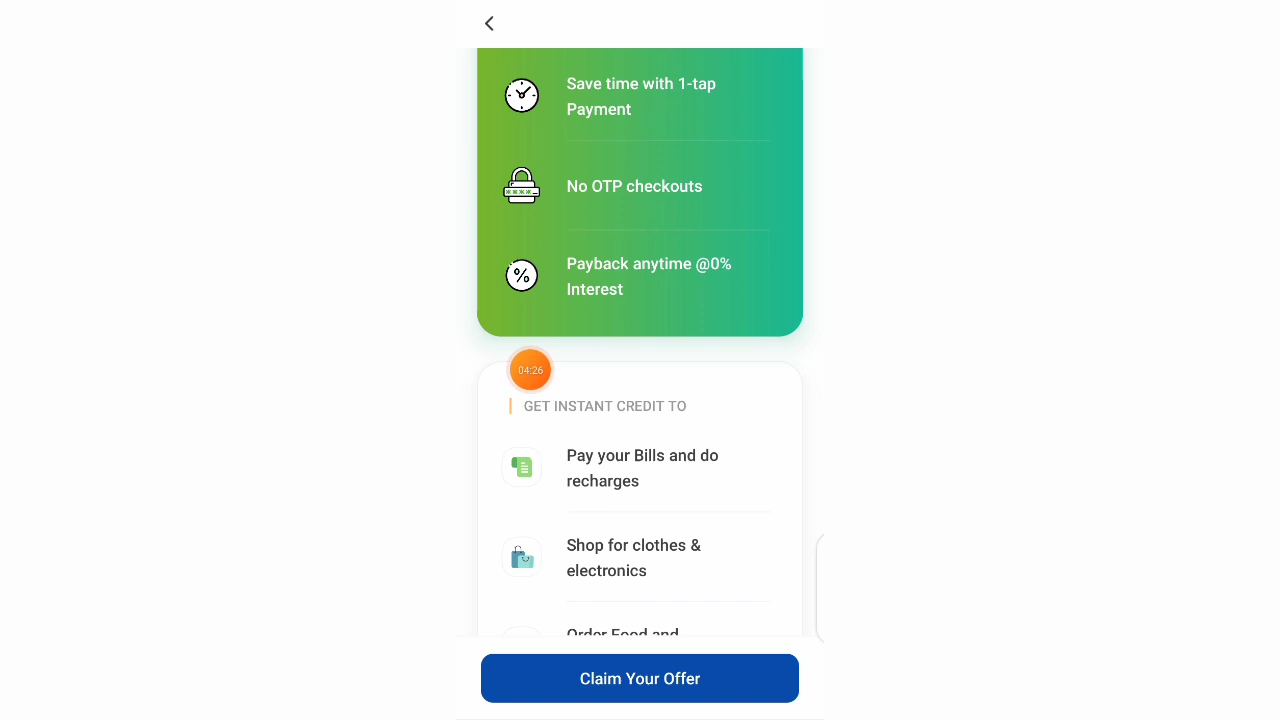 Save time with 1-tap
Payment
No OTP checkouts
Payback anytime @0%
Interest
04:26
GET INSTANT CREDIT TO
Pay your Bills and do
recharges
Shop for clothes &
electronics
Order Food and
Claim Your Offer